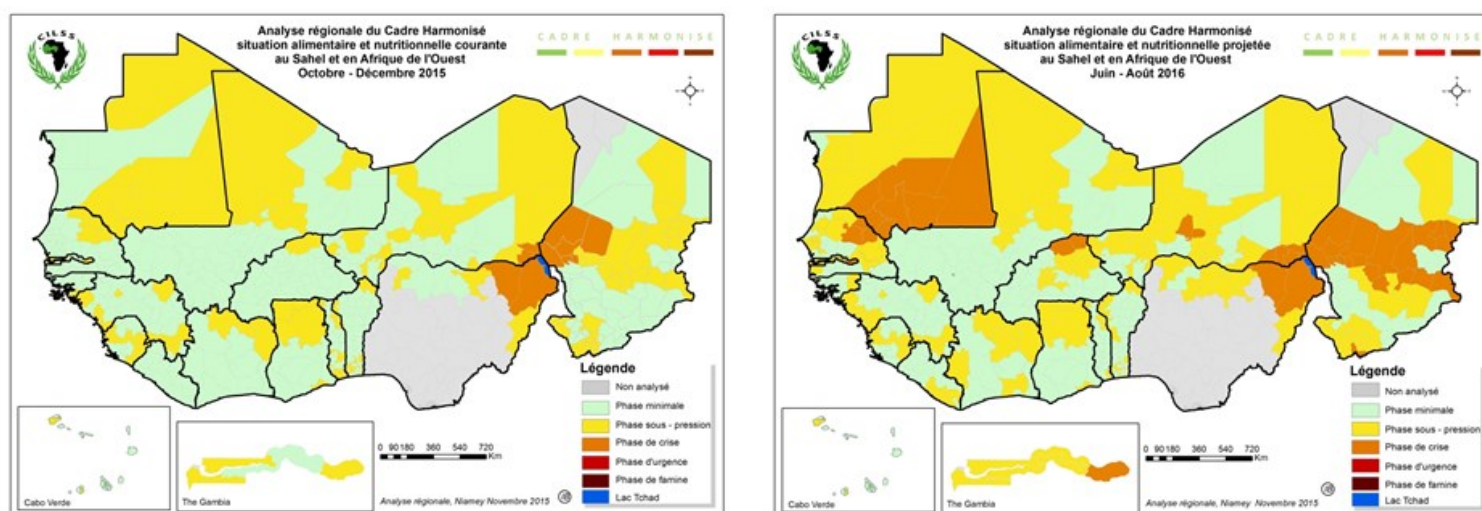 CILSS
Analyse régionale du Cadre Harmonisé
situation alimentaire et nutritionnelle courante
au Sahel et en Afrique de l'Ouest
Octobre - Décembre 2015
CADRE HARMONISE
Légende
Non analysé
Phase minimale
Phase sous - pression
Phase de crise
Phase d'urgence
Phase de famine
Lac Tchad
0 90 180 360 540 720
Km
Cabo Verde
The Gambia
Analyse régionale, Niamey Novembre 2015
CILSS
Analyse régionale du Cadre Harmonisé
situation alimentaire et nutritionnelle projetée
au Sahel et en Afrique de l'Ouest
Juin - Août 2016
CADRE HARMONISE
Légende
Non analysé
Phase minimale
Phase sous - pression
Phase de crise
Phase d'urgence
Phase de famine
Lac Tchad
0 90 180 360 540 720
Km
Cabo Verde
The Gambia
Analyse régionale, Niamey Novembre 2015